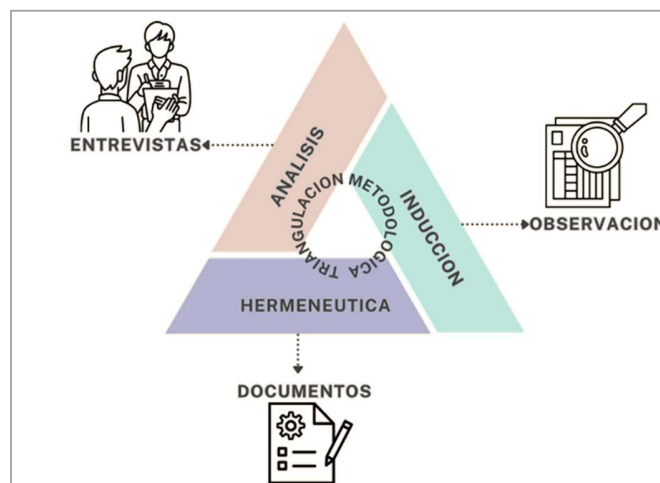 ENTREVISTAS
ANALISIS
TRIANGULACION METODOLOGICA
INDUCCION
OBSERVACION
HERMENEUTICA
DOCUMENTOS